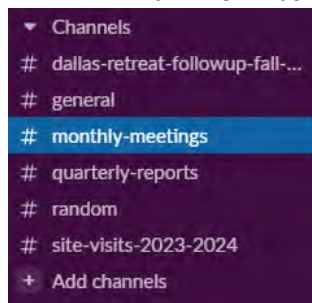 Channels
# dallas-retreat-followup-fall-...
# general
# monthly-meetings
# quarterly-reports
# random
# site-visits-2023-2024
+ Add channels